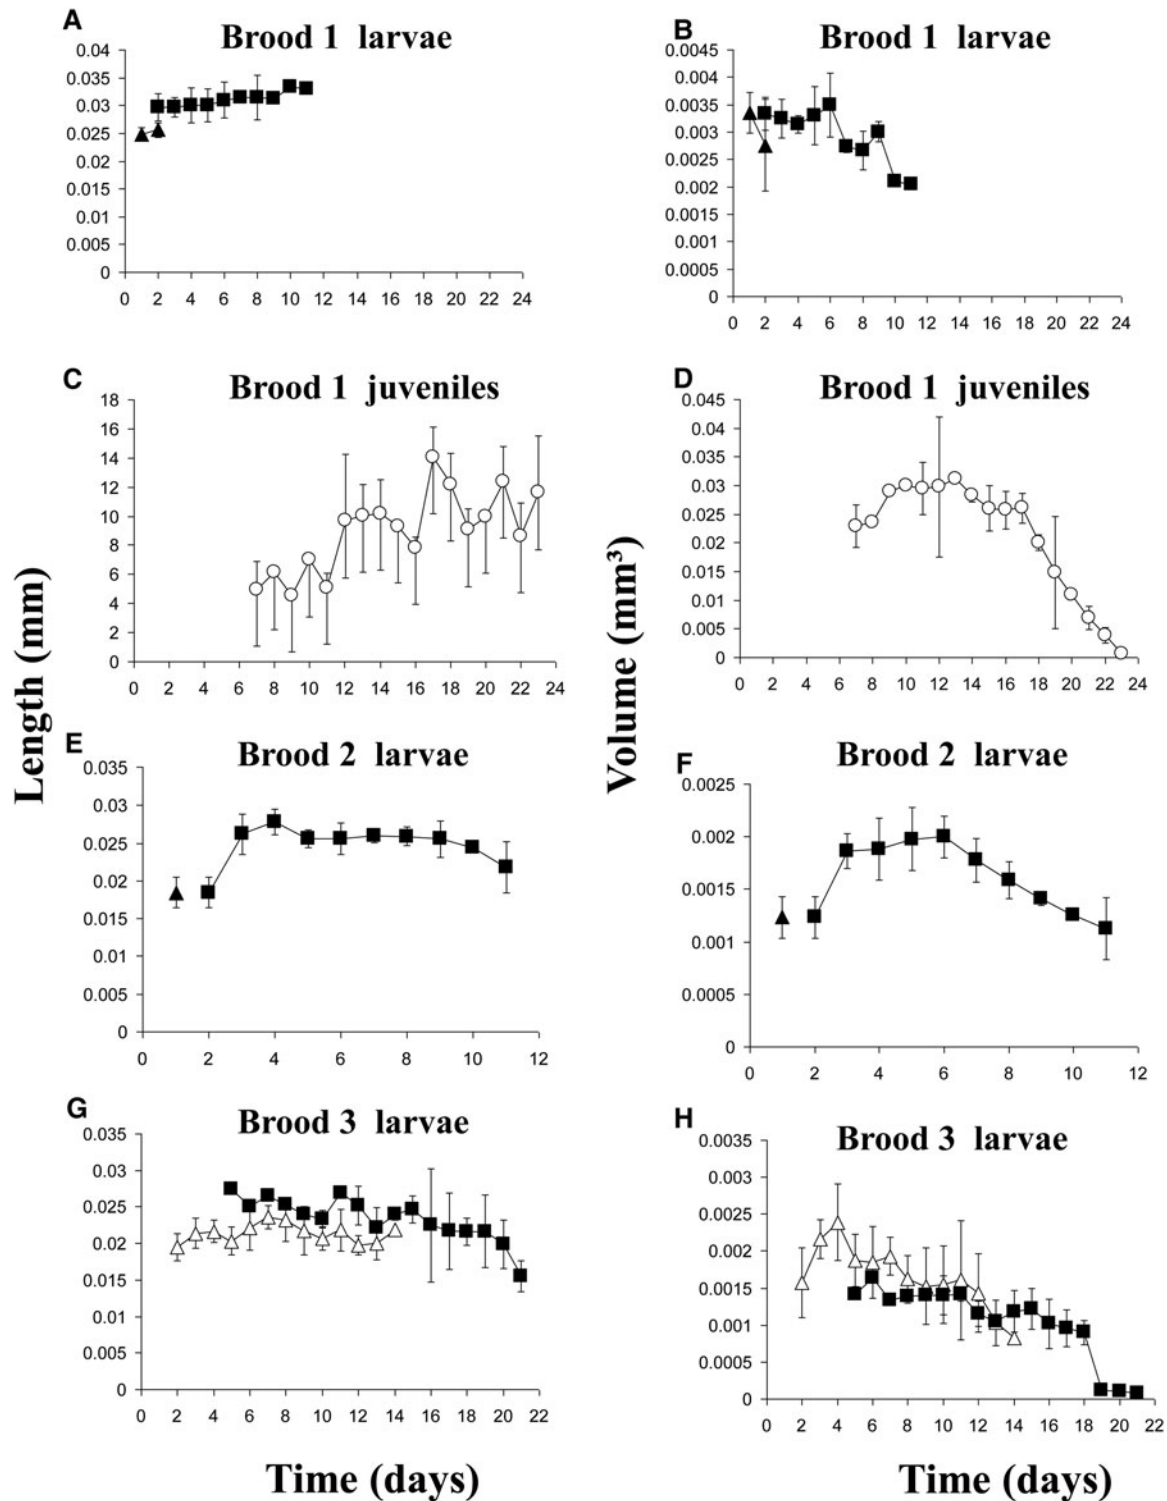 A
Brood 1 larvae
0.04
0.035
0.03
0.025
0.02
0.015
0.01
0.005
0
0 2 4 6 8 10 12 14 16 18 20 22 24
B
Brood 1 larvae
0.0045
0.004
0.0035
0.003
0.0025
0.002
0.0015
0.001
0.0005
0
0 2 4 6 8 10 12 14 16 18 20 22 24
C
Brood 1 juveniles
18
16
14
12
10
8
6
4
2
0
0 2 4 6 8 10 12 14 16 18 20 22 24
D
Brood 1 juveniles
0.045
0.04
0.035
0.03
0.025
0.02
0.015
0.01
0.005
0
0 2 4 6 8 10 12 14 16 18 20 22 24
Length (mm)
Volume (mm³)
E
Brood 2 larvae
0.035
0.03
0.025
0.02
0.015
0.01
0.005
0
0 2 4 6 8 10 12
F
Brood 2 larvae
0.0025
0.002
0.0015
0.001
0.0005
0
0 2 4 6 8 10 12
G
Brood 3 larvae
0.035
0.03
0.025
0.02
0.015
0.01
0.005
0
0 2 4 6 8 10 12 14 16 18 20 22
H
Brood 3 larvae
0.0035
0.003
0.0025
0.002
0.0015
0.001
0.0005
0
0 2 4 6 8 10 12 14 16 18 20 22
Time (days)
Time (days)